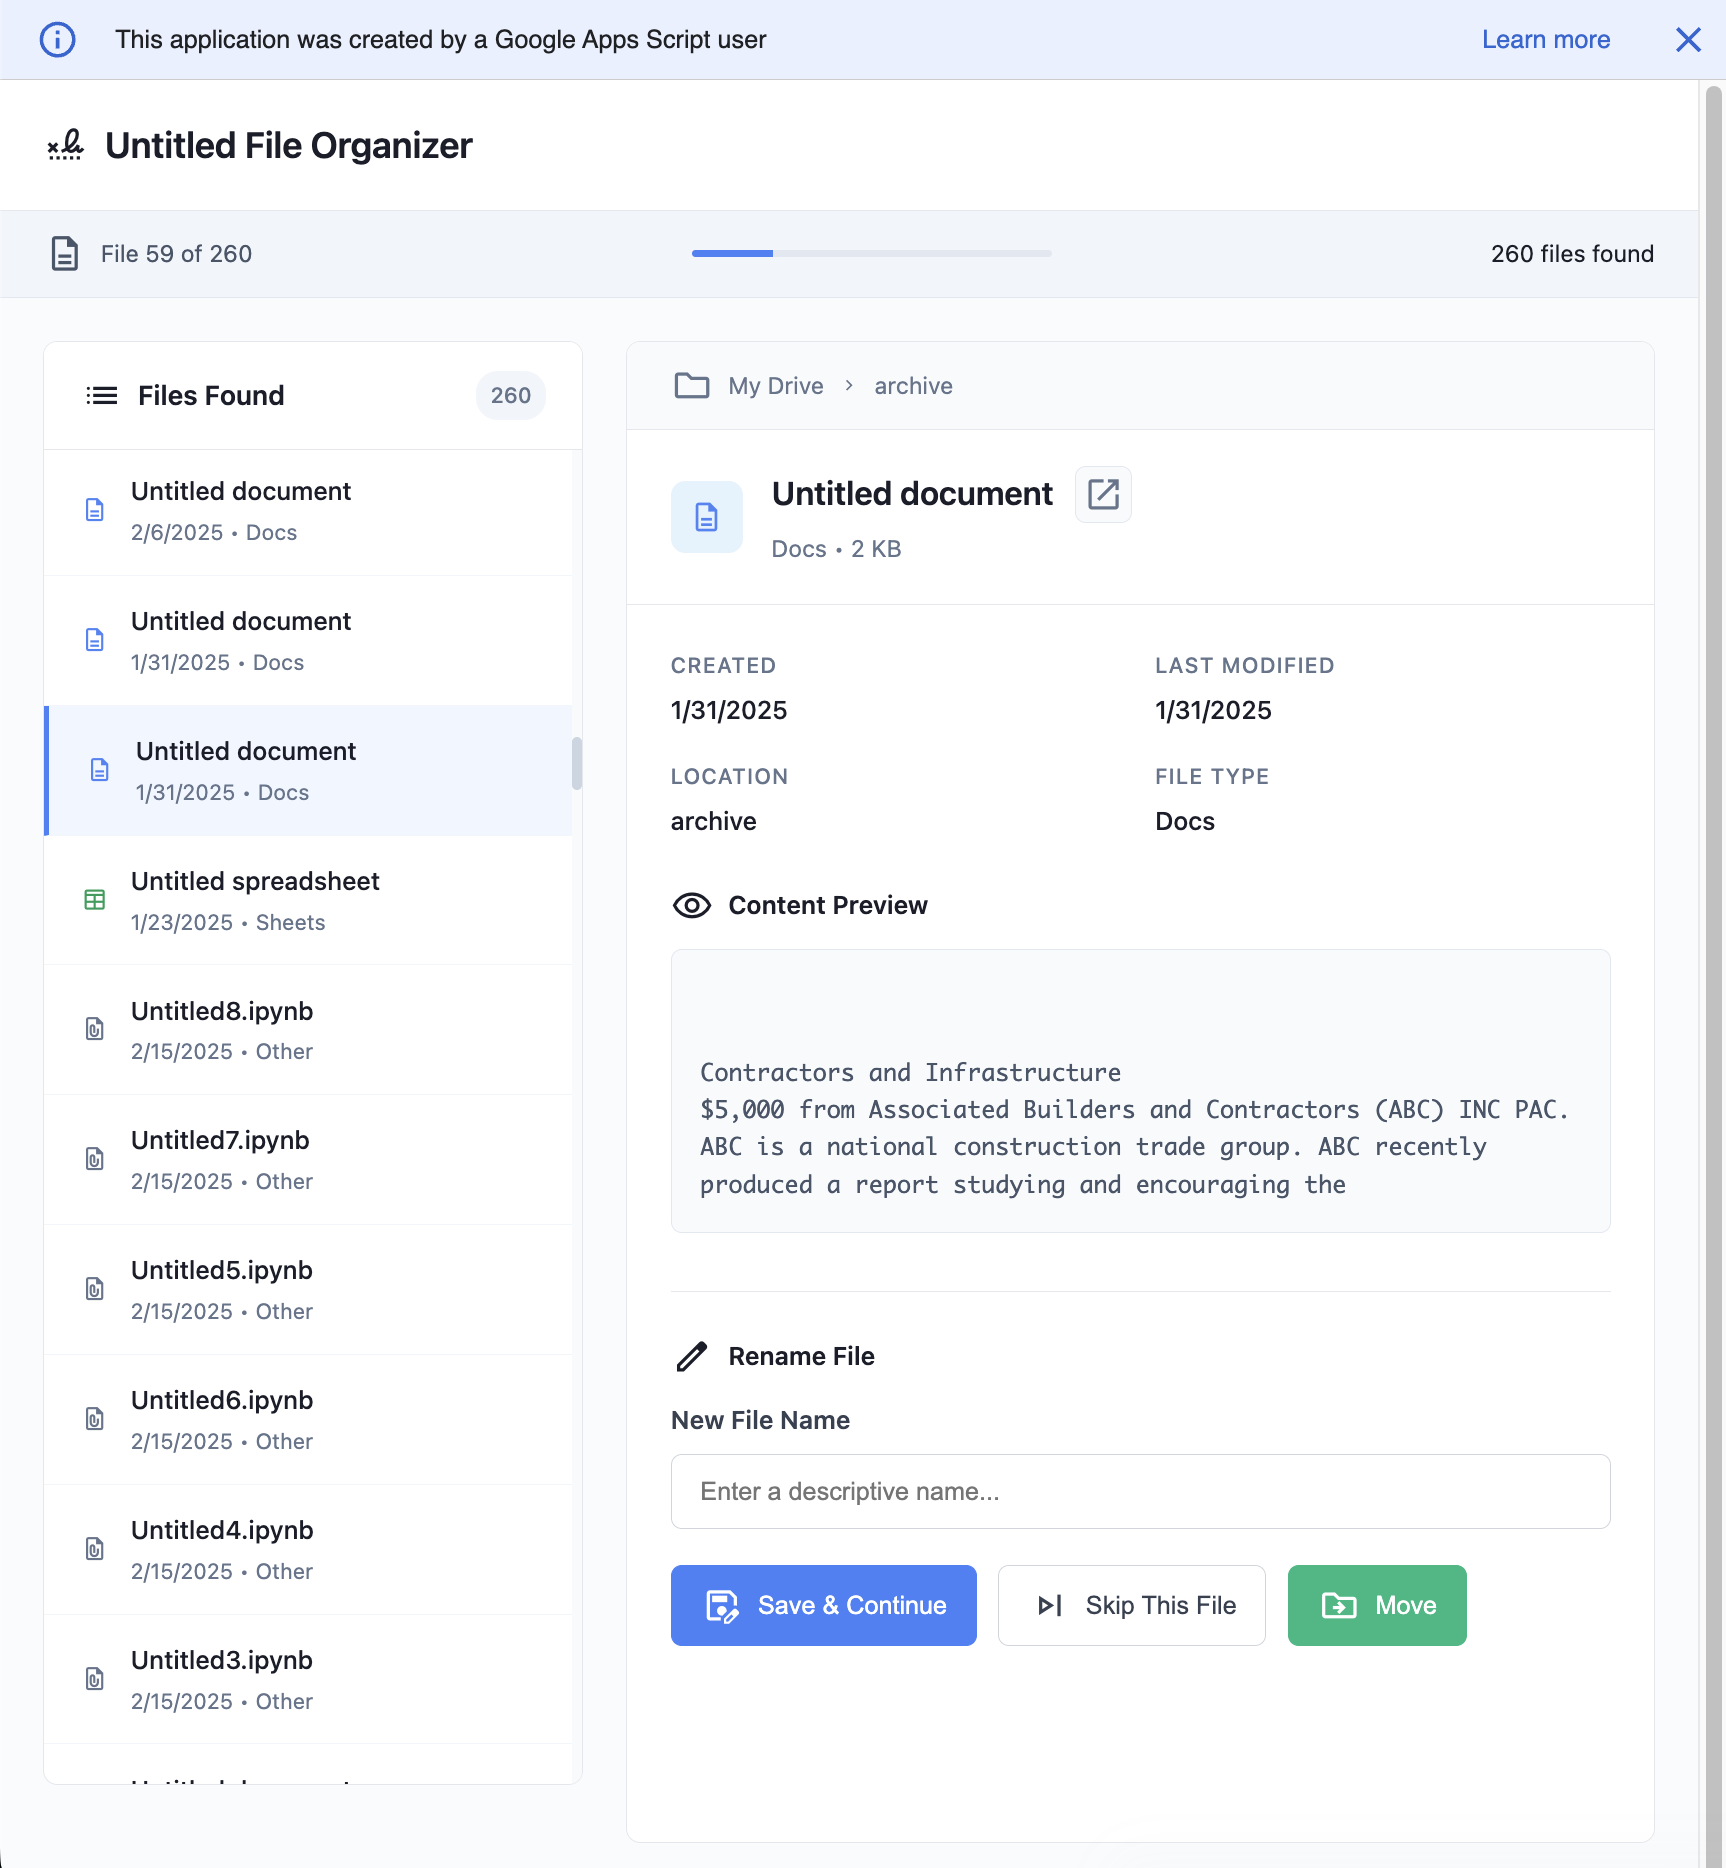 This application was created by a Google Apps Script user
Learn more
Untitled File Organizer
File 59 of 260
260 files found
Files Found
260
Untitled document
2/6/2025 • Docs
Untitled document
1/31/2025 • Docs
Untitled document
1/31/2025 • Docs
Untitled spreadsheet
1/23/2025 • Sheets
Untitled8.ipynb
2/15/2025 • Other
Untitled7.ipynb
2/15/2025 • Other
Untitled5.ipynb
2/15/2025 • Other
Untitled6.ipynb
2/15/2025 • Other
Untitled4.ipynb
2/15/2025 • Other
Untitled3.ipynb
2/15/2025 • Other
My Drive › archive
Untitled document
Docs • 2 KB
CREATED
1/31/2025
LAST MODIFIED
1/31/2025
LOCATION
archive
FILE TYPE
Docs
Content Preview
Contractors and Infrastructure
$5,000 from Associated Builders and Contractors (ABC) INC PAC.
ABC is a national construction trade group. ABC recently
produced a report studying and encouraging the
Rename File
New File Name
Enter a descriptive name...
Save & Continue
Skip This File
Move